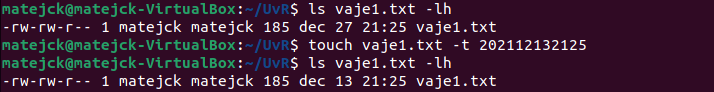 matejck@matejck-VirtualBox:~/UvR$ ls vaje1.txt -lh
-rw-rw-r-- 1 matejck matejck 185 dec 27 21:25 vaje1.txt
matejck@matejck-VirtualBox:~/UvR$ touch vaje1.txt -t 202112132125
matejck@matejck-VirtualBox:~/UvR$ ls vaje1.txt -lh
-rw-rw-r-- 1 matejck matejck 185 dec 13 21:25 vaje1.txt